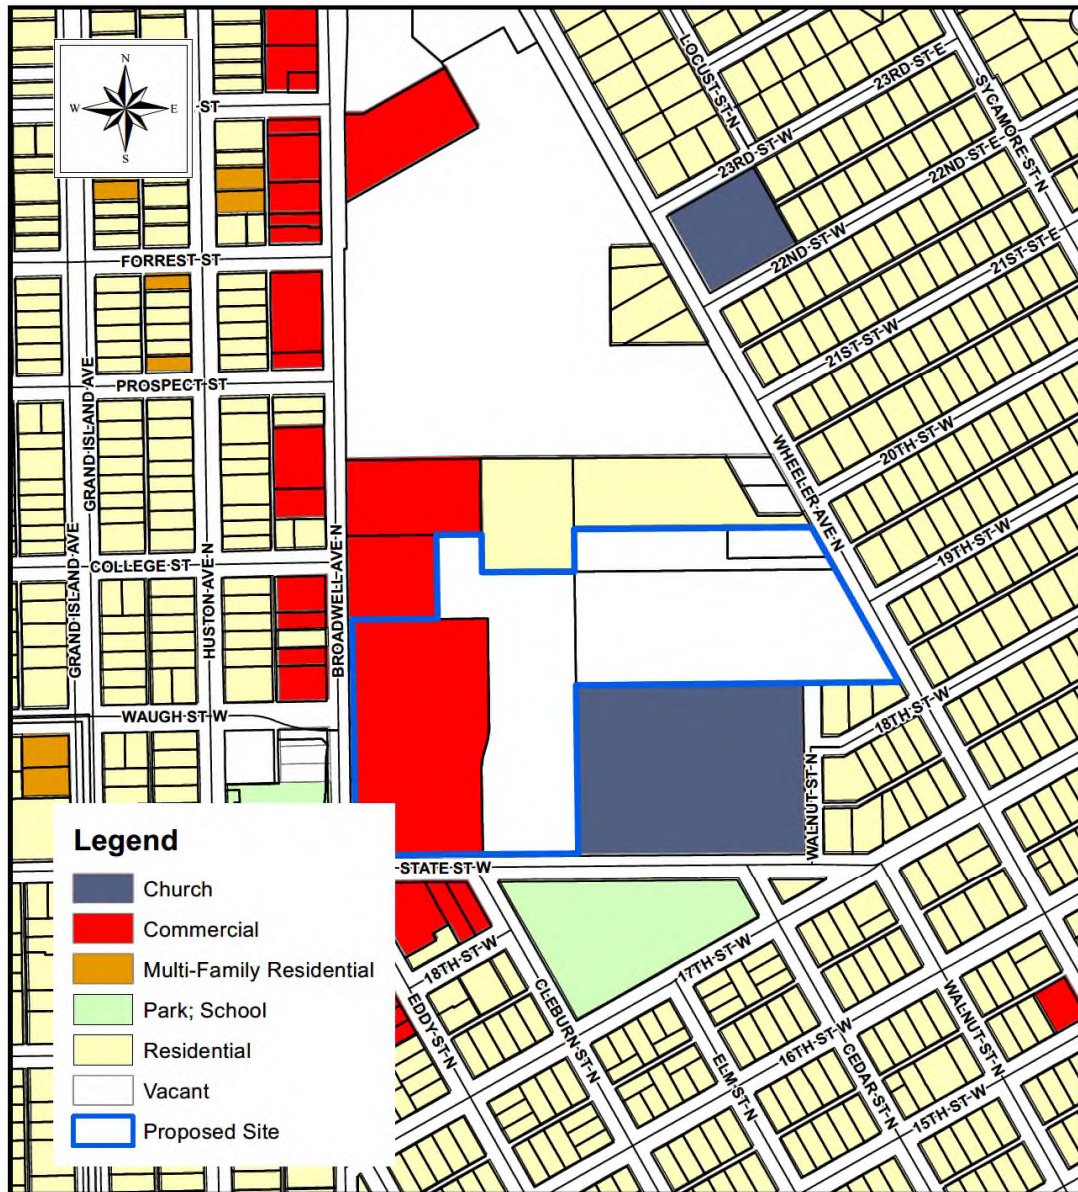 N
W
E
S
ST
LOCUST-ST-N
23RD-ST-E
SYCAMORE-ST-N
23RD-ST-W
22ND-ST-E
22ND-ST-W
21ST-ST-E
FORREST-ST
21ST-ST-W
GRAND-ISLAND-AVE
PROSPECT-ST
20TH-ST-W
WHEELER-AVE-N
19TH-ST-W
GRAND-ISLAND-AVE
COLLEGE-ST
HUSTON-AVE-N
BROADWELL-AVE-N
18TH-ST-W
WAUGH-ST-W
WALNUT-ST-N
STATE-ST-W
Legend
Church
Commercial
Multi-Family Residential
Park; School
Residential
Vacant
Proposed Site
18TH-ST-W
17TH-ST-W
EDDY-ST-N
CLEBURN-ST-N
ELM-ST-N
16TH-ST-W
CEDAR-ST-N
WALNUT-ST-N
15TH-ST-W